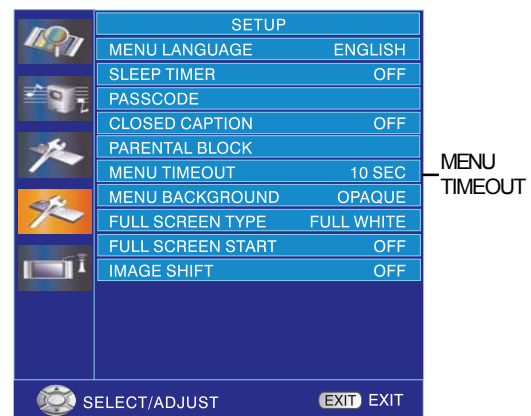 SETUP
MENU LANGUAGE ENGLISH
SLEEP TIMER OFF
PASSCODE
CLOSED CAPTION OFF
PARENTAL BLOCK
MENU TIMEOUT 10 SEC
MENU BACKGROUND OPAQUE
FULL SCREEN TYPE FULL WHITE
FULL SCREEN START OFF
IMAGE SHIFT OFF
MENU
TIMEOUT
SELECT/ADJUST EXIT EXIT